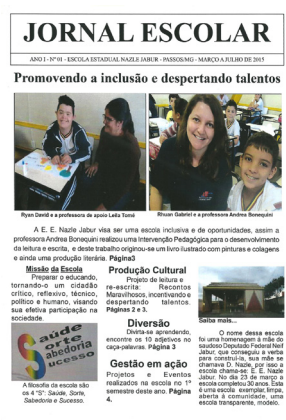 JORNAL ESCOLAR
ANO I - Nº 01 - ESCOLA ESTADUAL NAZLE JABUR - PASSOS/MG - MARÇO A JULHO DE 2015
Promovendo a inclusão e despertando talentos
Ryan David e a professora de apoio Leila Tomé
Rhuan Gabriel e a professora Andrea Bonequini
A E. E. Nazle Jabur visa ser uma escola inclusiva e de oportunidades, assim a
professora Andrea Bonequini realizou uma Intervenção Pedagógica para o desenvolvimento
da leitura e escrita, e deste trabalho originou-se um livro ilustrado com pinturas e colagens
e ainda uma produção literária. Página3
Missão da Escola
Preparar o educando,
tornando-o um cidadão
crítico, reflexivo, técnico,
político e humano, visando
sua efetiva participação na
sociedade.
Saúde
Sorte
Sabedoria
Sucesso
A filosofia da escola são
os 4 "S": Saúde, Sorte,
Sabedoria e Sucesso.
Produção Cultural
Projeto de leitura e
re-escrita: Recontos
Maravilhosos, incentivando e
despertando talentos.
Páginas 2 e 3.
Diversão
Divirta-se aprendendo,
encontre os 10 adjetivos no
caça-palavras. Página 3
Gestão em ação
Projetos e Eventos
realizados na escola no 1º
semestre deste ano. Página
4.
Saiba mais...
O nome dessa escola
foi uma homenagem à mãe do
saudoso Deputado Federal Neif
Jabur, que conseguiu a verba
para construí-la, sua mãe se
chamava D. Nazle, por isso a
escola chama-se E. E. Nazle
Jabur. No dia 23 de março a
escola completou 30 anos. Esta
é uma escola exemplar, limpa,
aberta à comunidade, uma